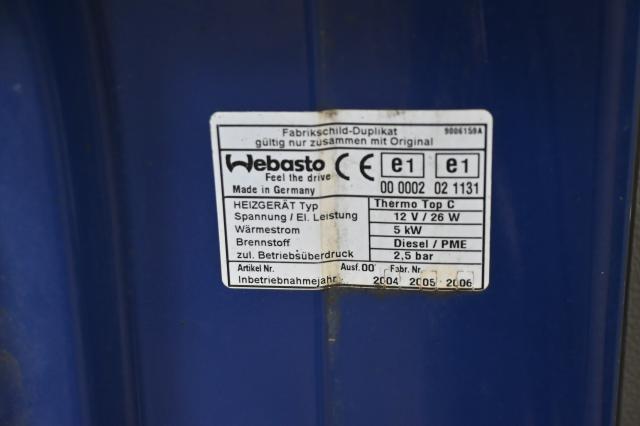 Fabrikschild-Duplikat 9006159A
gültig nur zusammen mit Original
Webasto CE e1 e1
Feel the drive
Made in Germany 00 0002 02 1131
HEIZGERÄT Typ Thermo Top C
Spannung / El. Leistung 12 V / 26 W
Wärmestrom 5 kW
Brennstoff Diesel / PME
zul. Betriebsüberdruck 2,5 bar
Artikel Nr. Ausf. 00 Fabr. Nr.
Inbetriebnahmejahr 2004 2005 2006